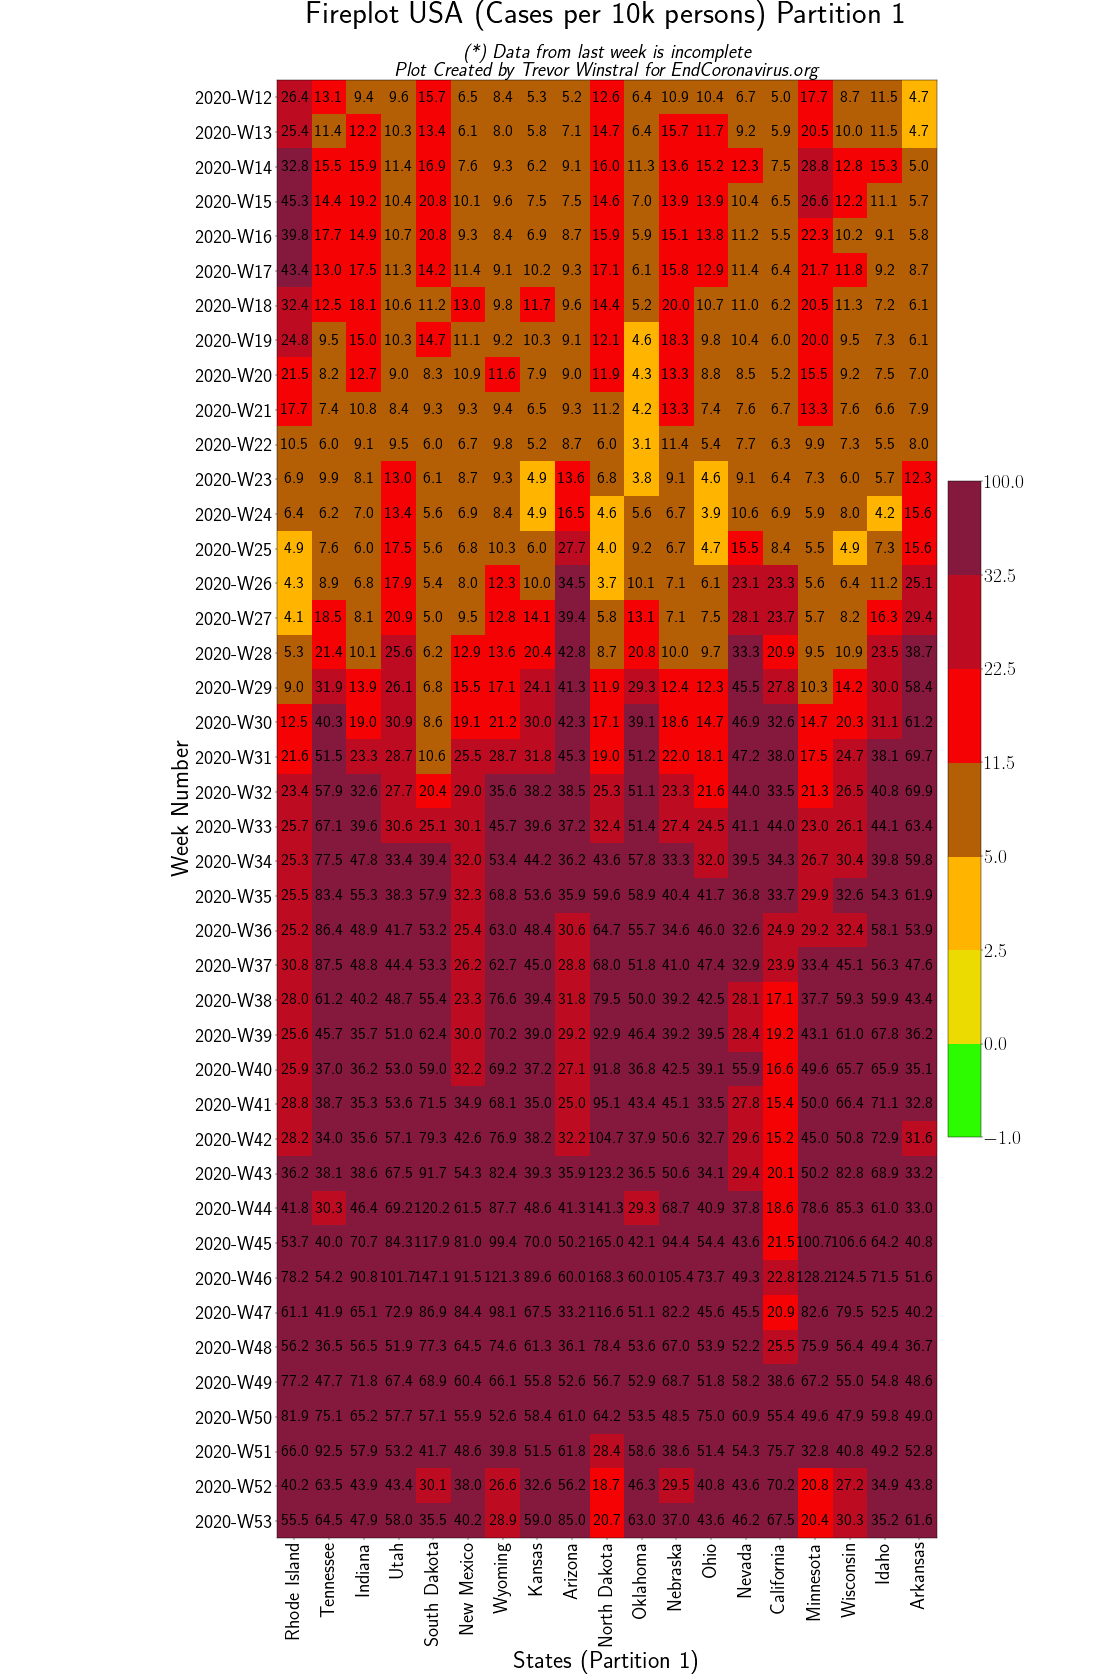 Fireplot USA (Cases per 10k persons) Partition 1
(*) Data from last week is incomplete
Plot Created by Trevor Winstral for EndCoronavirus.org
Week Number
2020-W12 26.4 13.1 9.4 9.6 15.7 6.5 8.4 5.3 5.2 12.6 6.4 10.9 10.4 6.7 5.0 17.7 8.7 11.5 4.7
2020-W13 25.4 11.4 12.2 10.3 13.4 6.1 8.0 5.8 7.1 14.7 6.4 15.7 11.7 9.2 5.9 20.5 10.0 11.5 4.7
2020-W14 32.8 15.5 15.9 11.4 16.9 7.6 9.3 6.2 9.1 16.0 11.3 13.6 15.2 12.3 7.5 28.8 12.8 15.3 5.0
2020-W15 45.3 14.4 19.2 10.4 20.8 10.1 9.6 7.5 7.5 14.6 7.0 13.9 13.9 10.4 6.5 26.6 12.2 11.1 5.7
2020-W16 39.8 17.7 14.9 10.7 20.8 9.3 8.4 6.9 8.7 15.9 5.9 15.1 13.8 11.2 5.5 22.3 10.2 9.1 5.8
2020-W17 43.4 13.0 17.5 11.3 14.2 11.4 9.1 10.2 9.3 17.1 6.1 15.8 12.9 11.4 6.4 21.7 11.8 9.2 8.7
2020-W18 32.4 12.5 18.1 10.6 11.2 13.0 9.8 11.7 9.6 14.4 5.2 20.0 10.7 11.0 6.2 20.5 11.3 7.2 6.1
2020-W19 24.8 9.5 15.0 10.3 14.7 11.1 9.2 10.3 9.1 12.1 4.6 18.3 9.8 10.4 6.0 20.0 9.5 7.3 6.1
2020-W20 21.5 8.2 12.7 9.0 8.3 10.9 11.6 7.9 9.0 11.9 4.3 13.3 8.8 8.5 5.2 15.5 9.2 7.5 7.0
2020-W21 17.7 7.4 10.8 8.4 9.3 9.3 9.4 6.5 9.3 11.2 4.2 13.3 7.4 7.6 6.7 13.3 7.6 6.6 7.9
2020-W22 10.5 6.0 9.1 9.5 6.0 6.7 9.8 5.2 8.7 6.0 3.1 11.4 5.4 7.7 6.3 9.9 7.3 5.5 8.0
2020-W23 6.9 9.9 8.1 13.0 6.1 8.7 9.3 4.9 13.6 6.8 3.8 9.1 4.6 9.1 6.4 7.3 6.0 5.7 12.3
2020-W24 6.4 6.2 7.0 13.4 5.6 6.9 8.4 4.9 16.5 4.6 5.6 6.7 3.9 10.6 6.9 5.9 8.0 4.2 15.6
2020-W25 4.9 7.6 6.0 17.5 5.6 6.8 10.3 6.0 27.7 4.0 9.2 6.7 4.7 15.5 8.4 5.5 4.9 7.3 15.6
2020-W26 4.3 8.9 6.8 17.9 5.4 8.0 12.3 10.0 34.5 3.7 10.1 7.1 6.1 23.1 23.3 5.6 6.4 11.2 25.1
2020-W27 4.1 18.5 8.1 20.9 5.0 9.5 12.8 14.1 39.4 5.8 13.1 7.1 7.5 28.1 23.7 5.7 8.2 16.3 29.4
2020-W28 5.3 21.4 10.1 25.6 6.2 12.9 13.6 20.4 42.8 8.7 20.8 10.0 9.7 33.3 20.9 9.5 10.9 23.5 38.7
2020-W29 9.0 31.9 13.9 26.1 6.8 15.5 17.1 24.1 41.3 11.9 29.3 12.4 12.3 45.5 27.8 10.3 14.2 30.0 58.4
2020-W30 12.5 40.3 19.0 30.9 8.6 19.1 21.2 30.0 42.3 17.1 39.1 18.6 14.7 46.9 32.6 14.7 20.3 31.1 61.2
2020-W31 21.6 51.5 23.3 28.7 10.6 25.5 28.7 31.8 45.3 19.0 51.2 22.0 18.1 47.2 38.0 17.5 24.7 38.1 69.7
2020-W32 23.4 57.9 32.6 27.7 20.4 29.0 35.6 38.2 38.5 25.3 51.1 23.3 21.6 44.0 33.5 21.3 26.5 40.8 69.9
2020-W33 25.7 67.1 39.6 30.6 25.1 30.1 45.7 39.6 37.2 32.4 51.4 27.4 24.5 41.1 44.0 23.0 26.1 44.1 63.4
2020-W34 25.3 77.5 47.8 33.4 39.4 32.0 53.4 44.2 36.2 43.6 57.8 33.3 32.0 39.5 34.3 26.7 30.4 39.8 59.8
2020-W35 25.5 83.4 55.3 38.3 57.9 32.3 68.8 53.6 35.9 59.6 58.9 40.4 41.7 36.8 33.7 29.9 32.6 54.3 61.9
2020-W36 25.2 86.4 48.9 41.7 53.2 25.4 63.0 48.4 30.6 64.7 55.7 34.6 46.0 32.6 24.9 29.2 32.4 58.1 53.9
2020-W37 30.8 87.5 48.8 44.4 53.3 26.2 62.7 45.0 28.8 68.0 51.8 41.0 47.4 32.9 23.9 33.4 45.1 56.3 47.6
2020-W38 28.0 61.2 40.2 48.7 55.4 23.3 76.6 39.4 31.8 79.5 50.0 39.2 42.5 28.1 17.1 37.7 59.3 59.9 43.4
2020-W39 25.6 45.7 35.7 51.0 62.4 30.0 70.2 39.0 29.2 92.9 46.4 39.2 39.5 28.4 19.2 43.1 61.0 67.8 36.2
2020-W40 25.9 37.0 36.2 53.0 59.0 32.2 69.2 37.2 27.1 91.8 36.8 42.5 39.1 55.9 16.6 49.6 65.7 65.9 35.1
2020-W41 28.8 38.7 35.3 53.6 71.5 34.9 68.1 35.0 25.0 95.1 43.4 45.1 33.5 27.8 15.4 50.0 66.4 71.1 32.8
2020-W42 28.2 34.0 35.6 57.1 79.3 42.6 76.9 38.2 32.2 104.7 37.9 50.6 32.7 29.6 15.2 45.0 50.8 72.9 31.6
2020-W43 36.2 38.1 38.6 67.5 91.7 54.3 82.4 39.3 35.9 123.2 36.5 50.6 34.1 29.4 20.1 50.2 82.8 68.9 33.2
2020-W44 41.8 30.3 46.4 69.2 120.2 61.5 87.7 48.6 41.3 141.3 29.3 68.7 40.9 37.8 18.6 78.6 85.3 61.0 33.0
2020-W45 53.7 40.0 70.7 84.3 117.9 81.0 99.4 70.0 50.2 165.0 42.1 94.4 54.4 43.6 21.5 100.7 106.6 64.2 40.8
2020-W46 78.2 54.2 90.8 101.7 147.1 91.5 121.3 89.6 60.0 168.3 60.0 105.4 73.7 49.3 22.8 128.2 124.5 71.5 51.6
2020-W47 61.1 41.9 65.1 72.9 86.9 84.4 98.1 67.5 33.2 116.6 51.1 82.2 45.6 45.5 20.9 82.6 79.5 52.5 40.2
2020-W48 56.2 36.5 56.5 51.9 77.3 64.5 74.6 61.3 36.1 78.4 53.6 67.0 53.9 52.2 25.5 75.9 56.4 49.4 36.7
2020-W49 77.2 47.7 71.8 67.4 68.9 60.4 66.1 55.8 52.6 56.7 52.9 68.7 51.8 58.2 38.6 67.2 55.0 54.8 48.6
2020-W50 81.9 75.1 65.2 57.7 57.1 55.9 52.6 58.4 61.0 64.2 53.5 48.5 75.0 60.9 55.4 49.6 47.9 59.8 49.0
2020-W51 66.0 92.5 57.9 53.2 41.7 48.6 39.8 51.5 61.8 28.4 58.6 38.6 51.4 54.3 75.7 32.8 40.8 49.2 52.8
2020-W52 40.2 63.5 43.9 43.4 30.1 38.0 26.6 32.6 56.2 18.7 46.3 29.5 40.8 43.6 70.2 20.8 27.2 34.9 43.8
2020-W53 55.5 64.5 47.9 58.0 35.5 40.2 28.9 59.0 85.0 20.7 63.0 37.0 43.6 46.2 67.5 20.4 30.3 35.2 61.6
Rhode Island
Tennessee
Indiana
Utah
South Dakota
New Mexico
Wyoming
Kansas
Arizona
North Dakota
Oklahoma
Nebraska
Ohio
Nevada
California
Minnesota
Wisconsin
Idaho
Arkansas
States (Partition 1)
100.0
32.5
22.5
11.5
5.0
2.5
0.0
−1.0